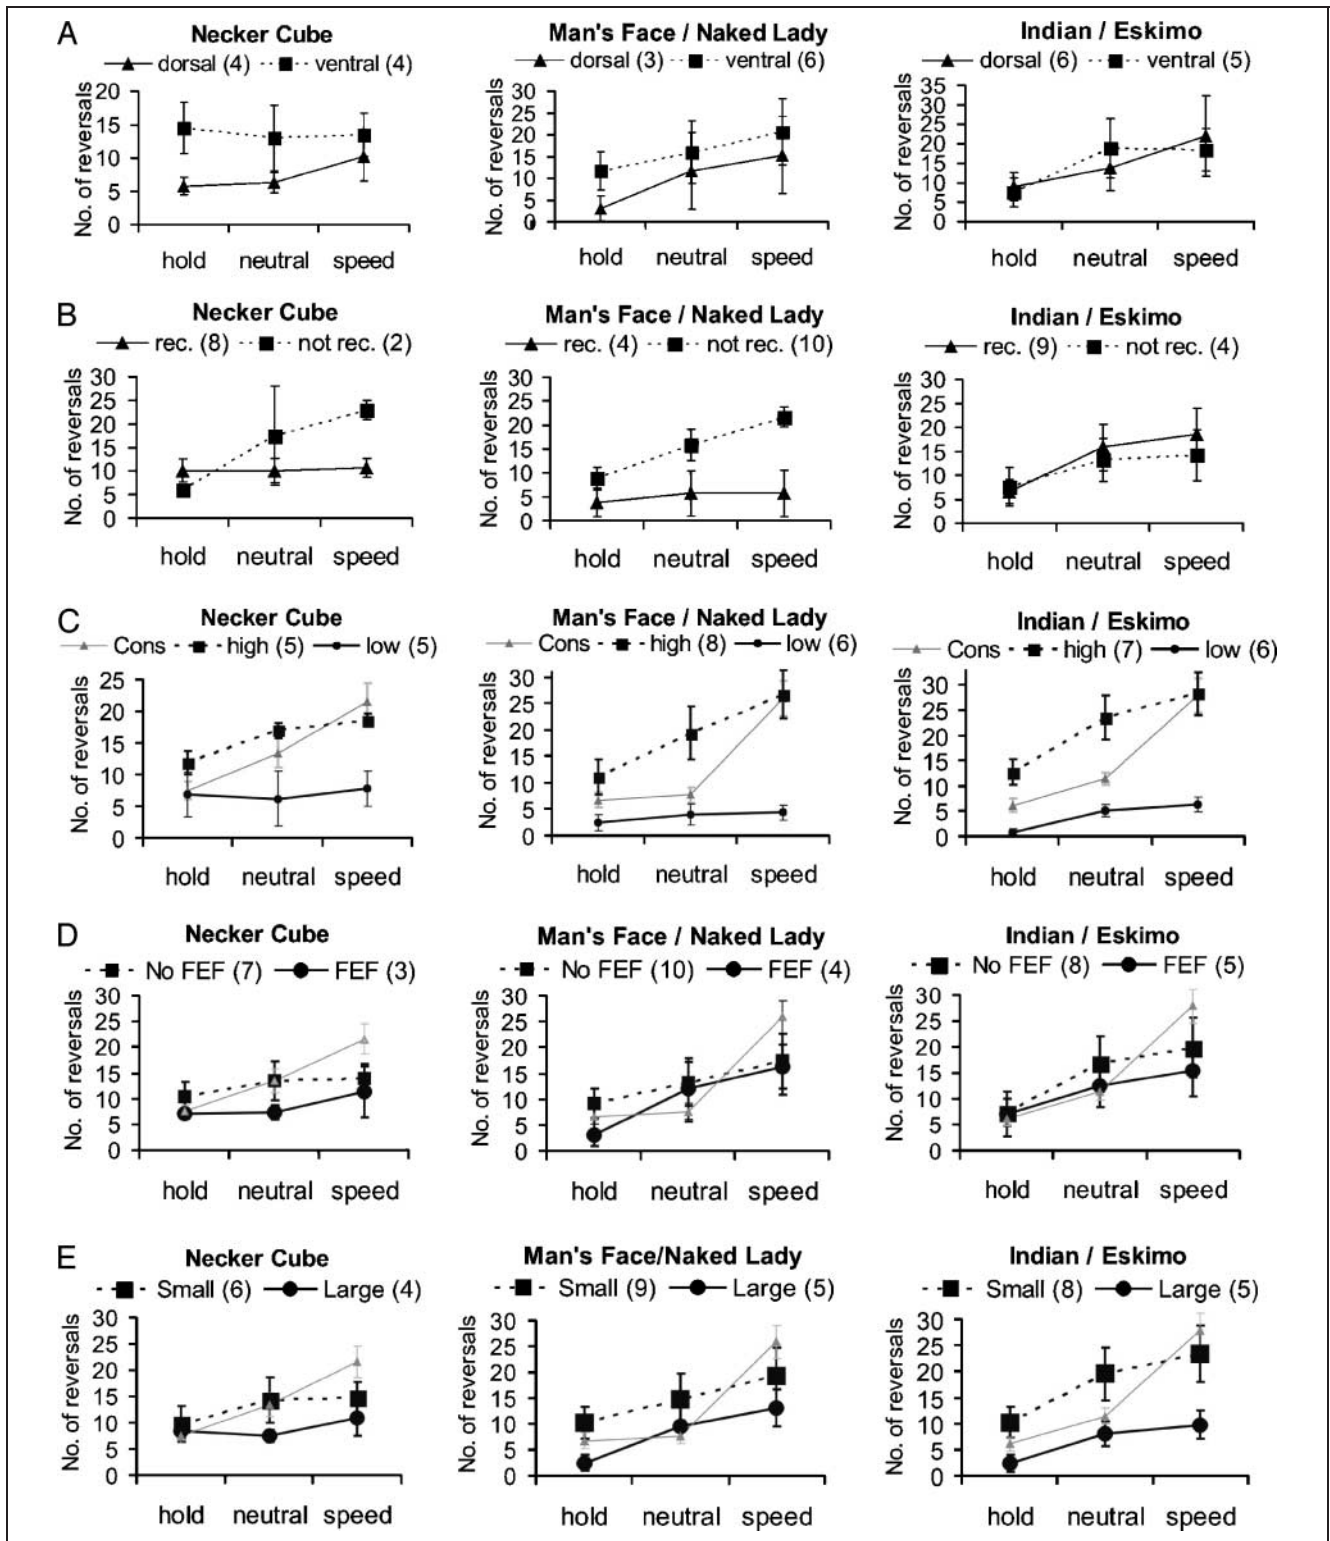 A
Necker Cube
dorsal (4) ventral (4)
No. of reversals
20
15
10
5
0
hold neutral speed
Man's Face / Naked Lady
dorsal (3) ventral (6)
No. of reversals
30
25
20
15
10
5
0
hold neutral speed
Indian / Eskimo
dorsal (6) ventral (5)
No. of reversals
35
30
25
20
15
10
5
0
hold neutral speed
B
Necker Cube
rec. (8) not rec. (2)
No. of reversals
30
25
20
15
10
5
0
hold neutral speed
Man's Face / Naked Lady
rec. (4) not rec. (10)
No. of reversals
30
25
20
15
10
5
0
hold neutral speed
Indian / Eskimo
rec. (9) not rec. (4)
No. of reversals
30
25
20
15
10
5
0
hold neutral speed
C
Necker Cube
Cons high (5) low (5)
No. of reversals
25
20
15
10
5
0
hold neutral speed
Man's Face / Naked Lady
Cons high (8) low (6)
No. of reversals
30
25
20
15
10
5
0
hold neutral speed
Indian / Eskimo
Cons high (7) low (6)
No. of reversals
30
25
20
15
10
5
0
hold neutral speed
D
Necker Cube
No FEF (7) FEF (3)
No. of reversals
30
25
20
15
10
5
0
hold neutral speed
Man's Face / Naked Lady
No FEF (10) FEF (4)
No. of reversals
30
25
20
15
10
5
0
hold neutral speed
Indian / Eskimo
No FEF (8) FEF (5)
No. of reversals
30
25
20
15
10
5
0
hold neutral speed
E
Necker Cube
Small (6) Large (4)
No. of reversals
30
25
20
15
10
5
0
hold neutral speed
Man's Face/Naked Lady
Small (9) Large (5)
No. of reversals
30
25
20
15
10
5
0
hold neutral speed
Indian / Eskimo
Small (8) Large (5)
No. of reversals
30
25
20
15
10
5
0
hold neutral speed